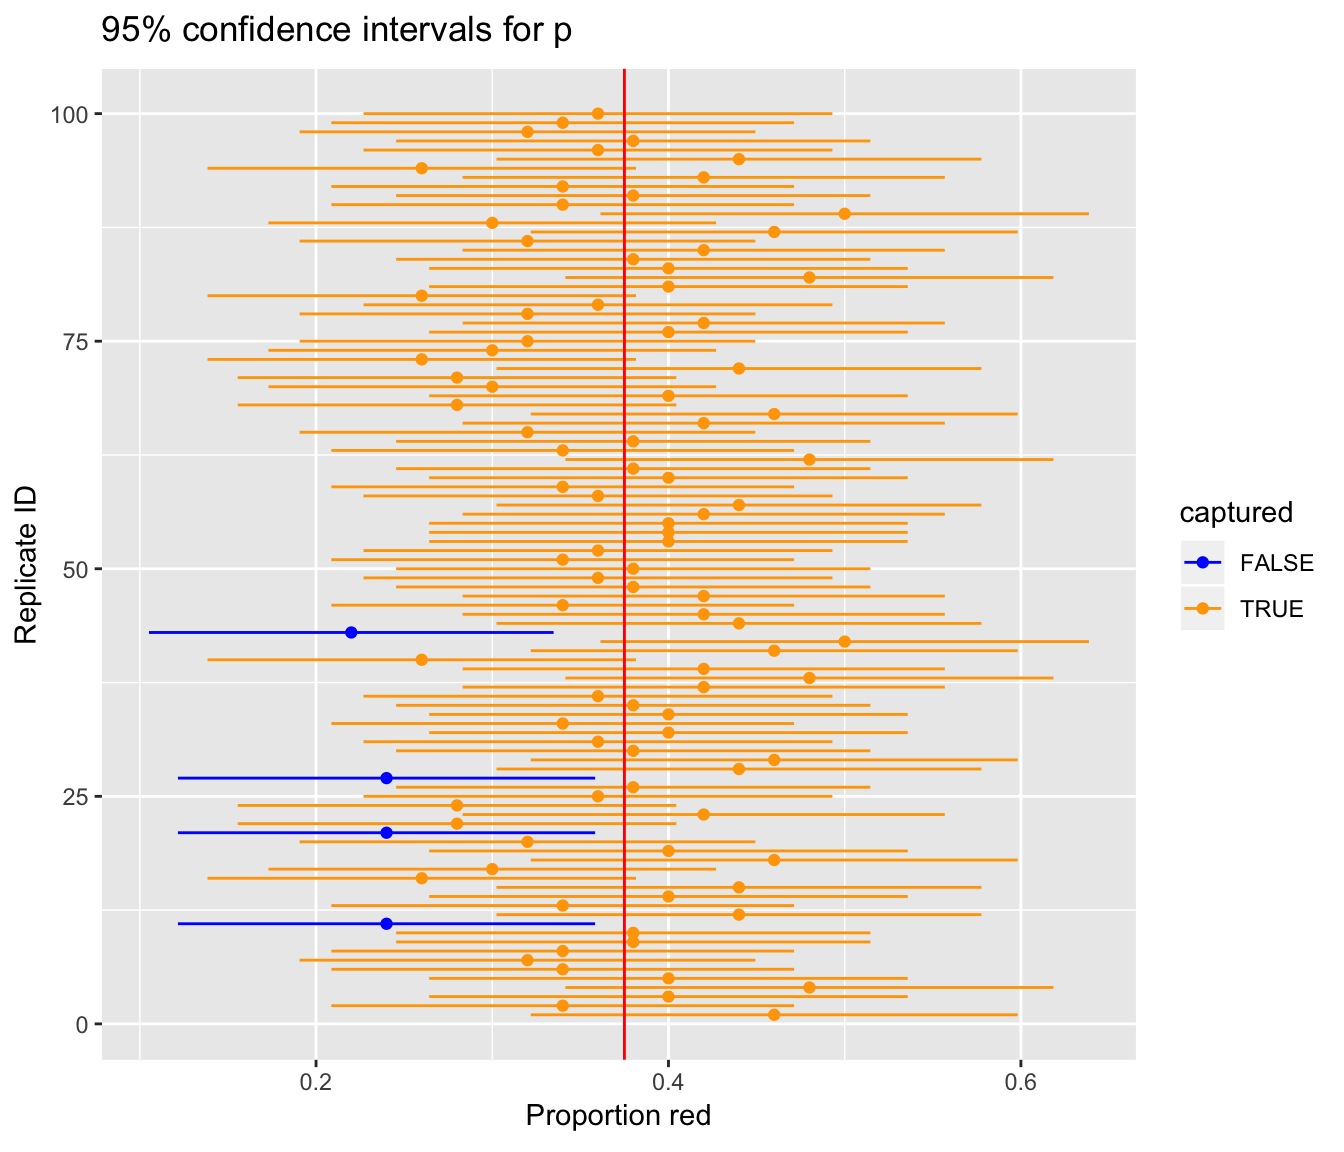 95% confidence intervals for p
100
75
50
25
0
Replicate ID
0.2
0.4
0.6
Proportion red
captured
FALSE
TRUE